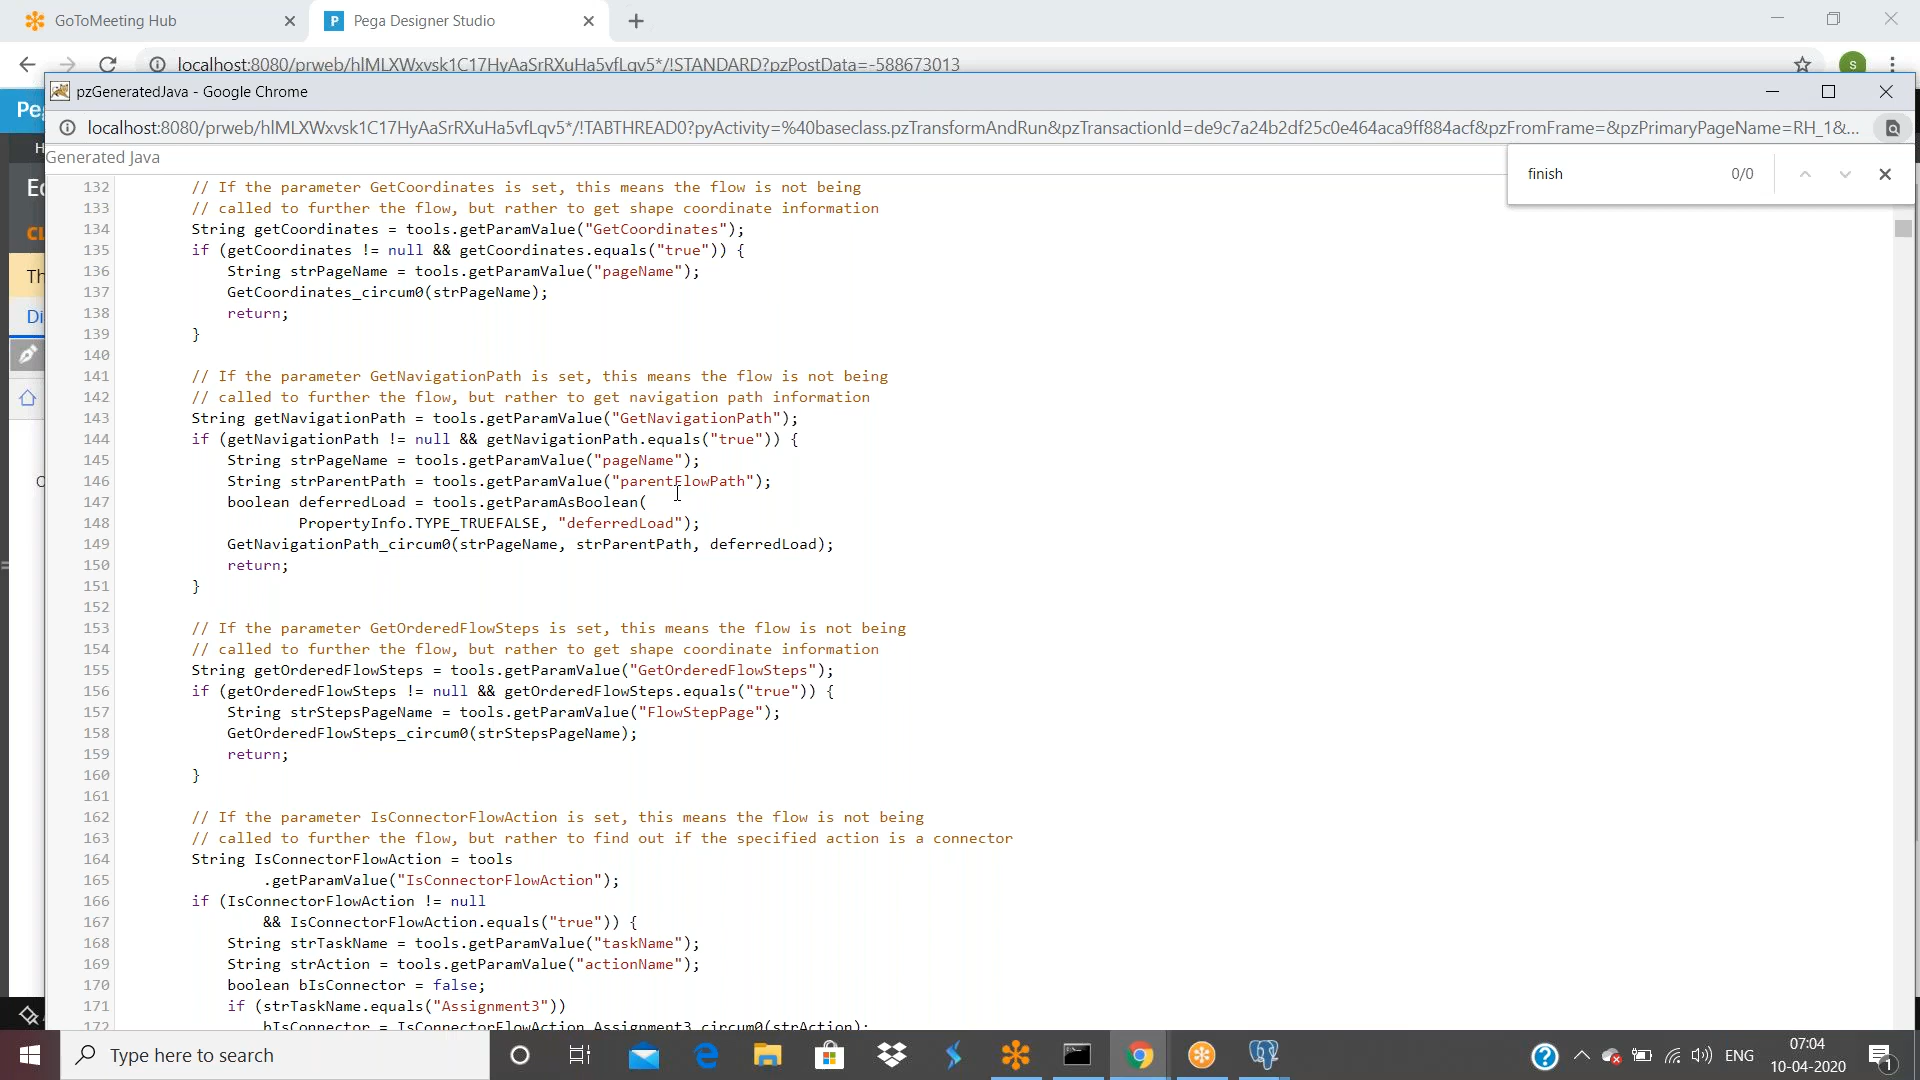 GoToMeeting Hub
Pega Designer Studio
localhost:8080/prweb/hlMLXWxvsk1C17HyAaSrRXuHa5vfLqv5*/!STANDARD?pzPostData=-588673013
s
pzGeneratedJava - Google Chrome
localhost:8080/prweb/hlMLXWxvsk1C17HyAaSrRXuHa5vfLqv5*/!TABTHREAD0?pyActivity=%40baseclass.pzTransformAndRun&pzTransactionId=de9c7a24b2df25c0e464aca9ff884acf&pzFromFrame=&pzPrimaryPageName=RH_1&...
Generated Java
finish 0/0
132 // If the parameter GetCoordinates is set, this means the flow is not being
133 // called to further the flow, but rather to get shape coordinate information
134 String getCoordinates = tools.getParamValue("GetCoordinates");
135 if (getCoordinates != null && getCoordinates.equals("true")) {
136 String strPageName = tools.getParamValue("pageName");
137 GetCoordinates_circum0(strPageName);
138 return;
139 }
140
141 // If the parameter GetNavigationPath is set, this means the flow is not being
142 // called to further the flow, but rather to get navigation path information
143 String getNavigationPath = tools.getParamValue("GetNavigationPath");
144 if (getNavigationPath != null && getNavigationPath.equals("true")) {
145 String strPageName = tools.getParamValue("pageName");
146 String strParentPath = tools.getParamValue("parentFlowPath");
147 boolean deferredLoad = tools.getParamAsBoolean(
148 PropertyInfo.TYPE_TRUEFALSE, "deferredLoad");
149 GetNavigationPath_circum0(strPageName, strParentPath, deferredLoad);
150 return;
151 }
152
153 // If the parameter GetOrderedFlowSteps is set, this means the flow is not being
154 // called to further the flow, but rather to get shape coordinate information
155 String getOrderedFlowSteps = tools.getParamValue("GetOrderedFlowSteps");
156 if (getOrderedFlowSteps != null && getOrderedFlowSteps.equals("true")) {
157 String strStepsPageName = tools.getParamValue("FlowStepPage");
158 GetOrderedFlowSteps_circum0(strStepsPageName);
159 return;
160 }
161
162 // If the parameter IsConnectorFlowAction is set, this means the flow is not being
163 // called to further the flow, but rather to find out if the specified action is a connector
164 String IsConnectorFlowAction = tools
165 .getParamValue("IsConnectorFlowAction");
166 if (IsConnectorFlowAction != null
167 && IsConnectorFlowAction.equals("true")) {
168 String strTaskName = tools.getParamValue("taskName");
169 String strAction = tools.getParamValue("actionName");
170 boolean bIsConnector = false;
171 if (strTaskName.equals("Assignment3"))
172 bIsConnector = IsConnectorFlowAction_Assignment3_circum0(strAction);
Type here to search
ENG
07:04
10-04-2020
1